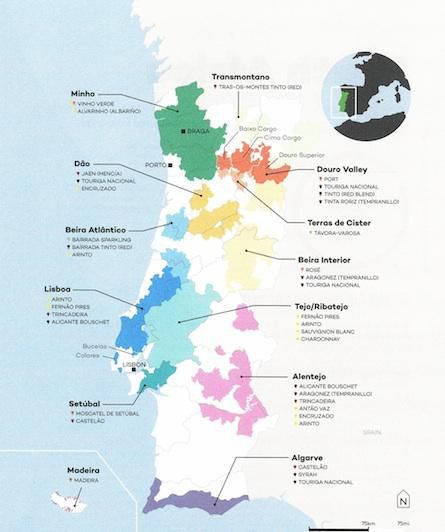 Transmontano
TRAS-OS-MONTES TINTO (RED)
Minho
VINHO VERDE
ALVARINHO (ALBARIÑO)
BRAGA
Baixo Corgo
Cima Corgo
Douro Superior
PORTO
Dão
JAEN (MENCIA)
TOURIGA NACIONAL
ENCRUZADO
Douro Valley
PORT
TOURIGA NACIONAL
TINTO (RED BLEND)
TINTA RORIZ (TEMPRANILLO)
Terras de Cister
TÁVORA-VAROSA
Beira Atlântico
BAIRRADA SPARKLING
BAIRRADA TINTO (RED)
ARINTO
Beira Interior
ROSÉ
ARAGONEZ (TEMPRANILLO)
TOURIGA NACIONAL
Lisboa
ARINTO
FERNÃO PIRES
TRINCADEIRA
ALICANTE BOUSCHET
Bucelas
Colares
LISBON
Tejo/Ribatejo
FERNÃO PIRES
ARINTO
SAUVIGNON BLANC
CHARDONNAY
Setúbal
MOSCATEL DE SETÚBAL
CASTELÃO
Alentejo
ALICANTE BOUSCHET
ARAGONEZ (TEMPRANILLO)
TRINCADEIRA
ANTÃO VAZ
ENCRUZADO
ARINTO
SPAIN
Madeira
MADEIRA
Algarve
CASTELÃO
SYRAH
TOURIGA NACIONAL
N
75km 75mi